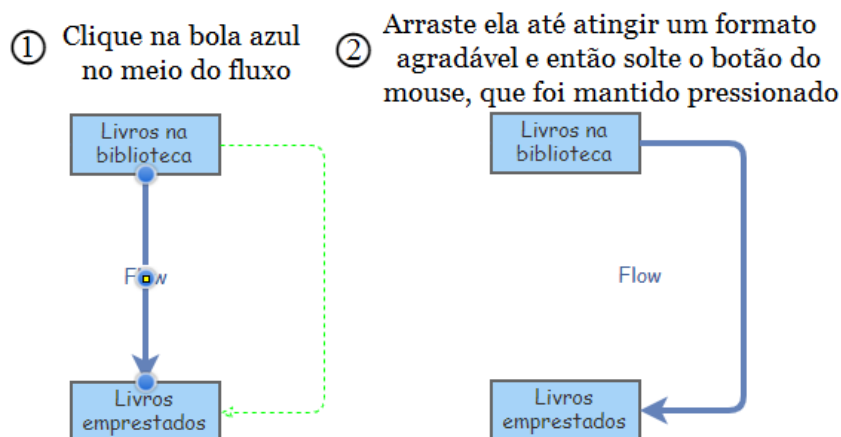 ① Clique na bola azul
no meio do fluxo
② Arraste ela até atingir um formato
agradável e então solte o botão do
mouse, que foi mantido pressionado
Livros na
biblioteca
Flow
Livros
emprestados
Livros na
biblioteca
Flow
Livros
emprestados